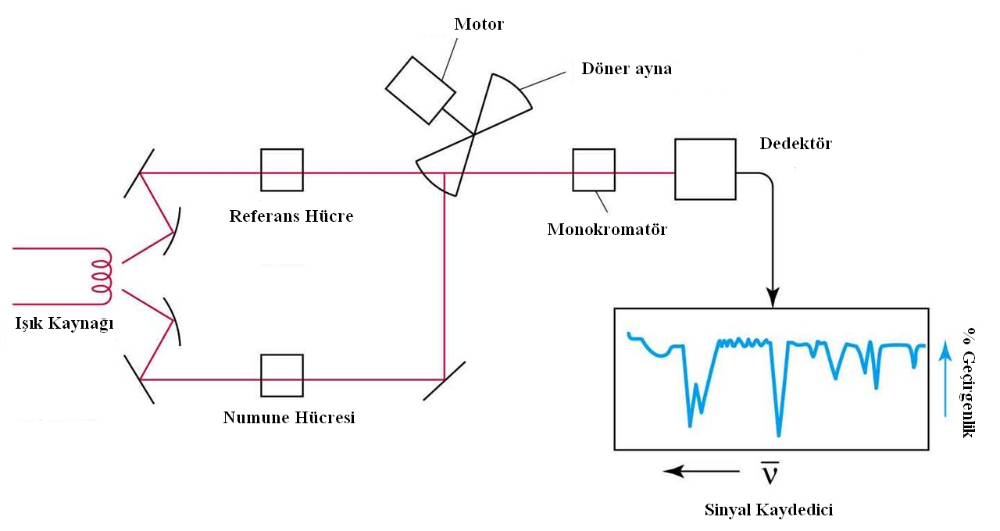 Motor
Döner ayna
Dedektör
Referans Hücre
Monokromatör
Işık Kaynağı
Numune Hücresi
% Geçirgenlik
ν̅
Sinyal Kaydedici